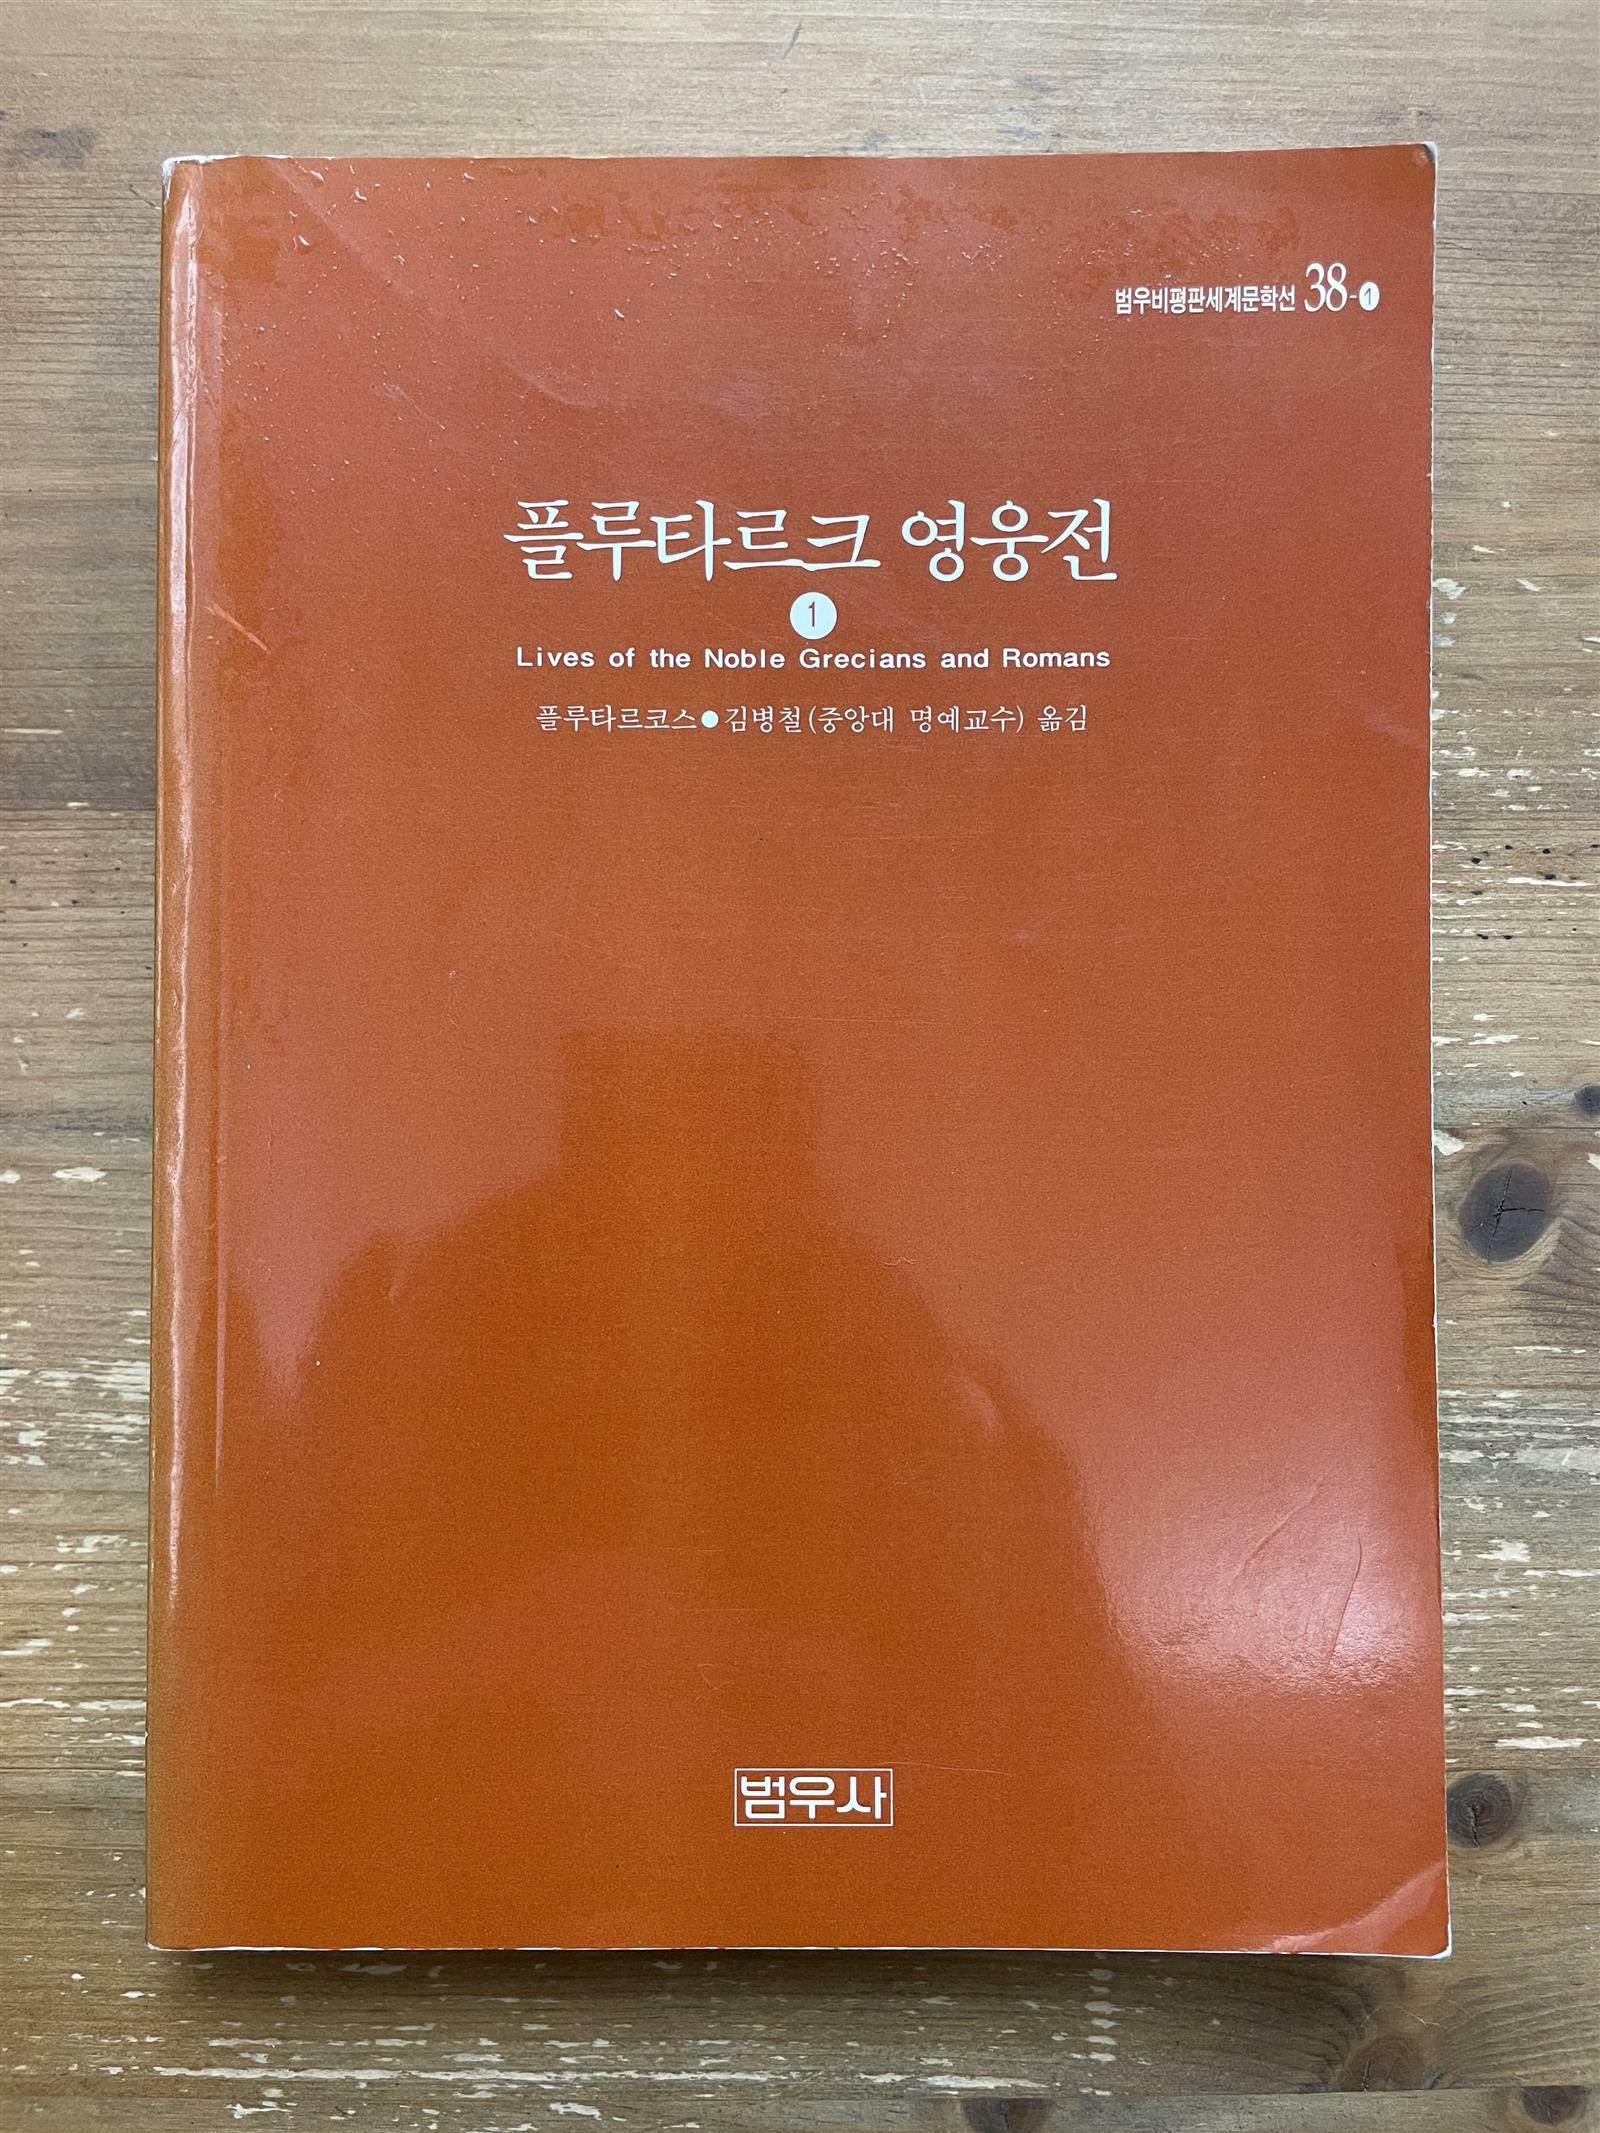 범우비평판세계문학선 38-1
플루타르크 영웅전
1
Lives of the Noble Grecians and Romans
플루타르코스●김병철(중앙대 명예교수) 옮김
범우사